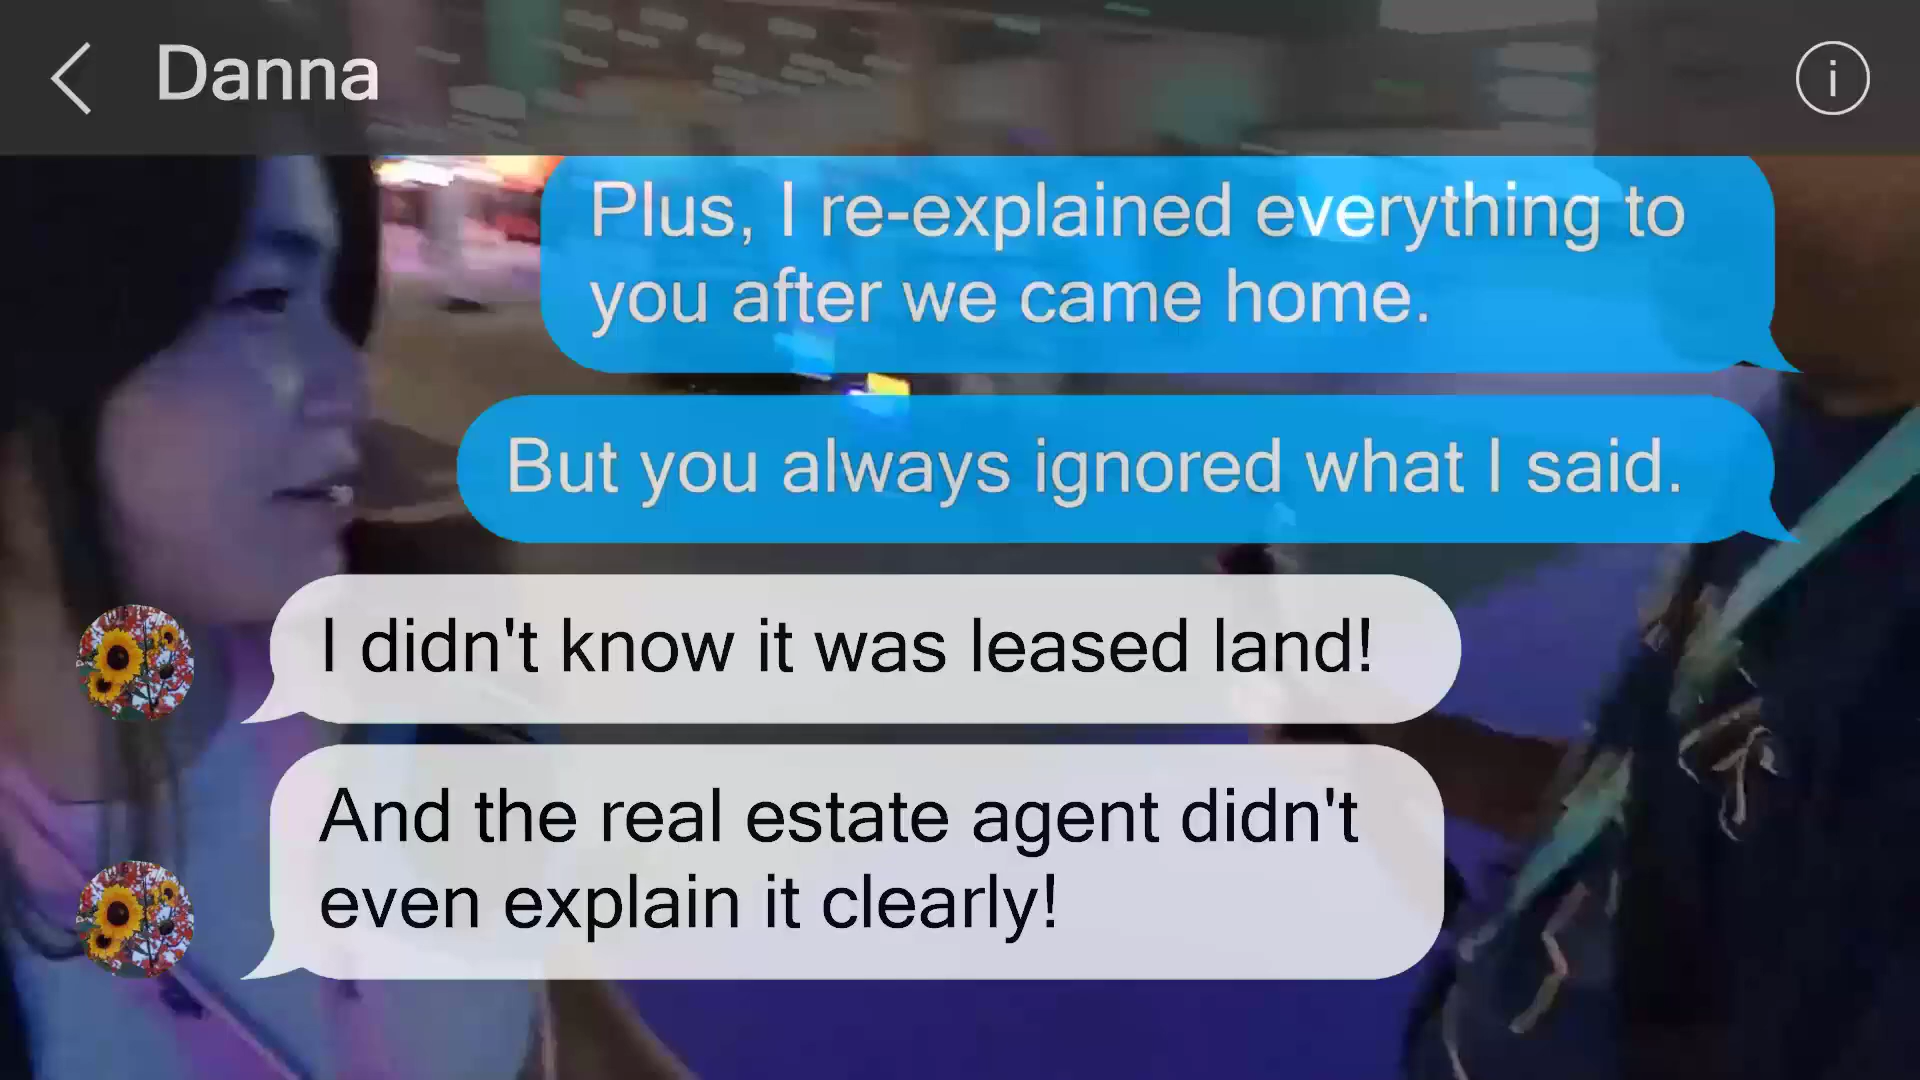 Danna
i
Plus, I re-explained everything to
you after we came home.
But you always ignored what I said.
I didn't know it was leased land!
And the real estate agent didn't
even explain it clearly!